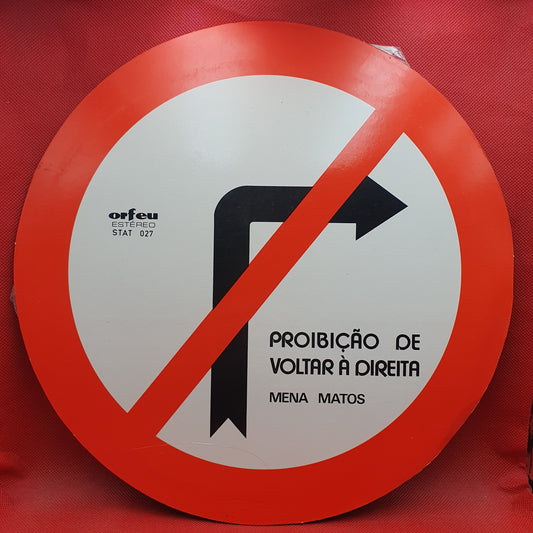 orfeu
ESTÉREO
STAT 027
PROIBIÇÃO DE
VOLTAR À DIREITA
MENA MATOS